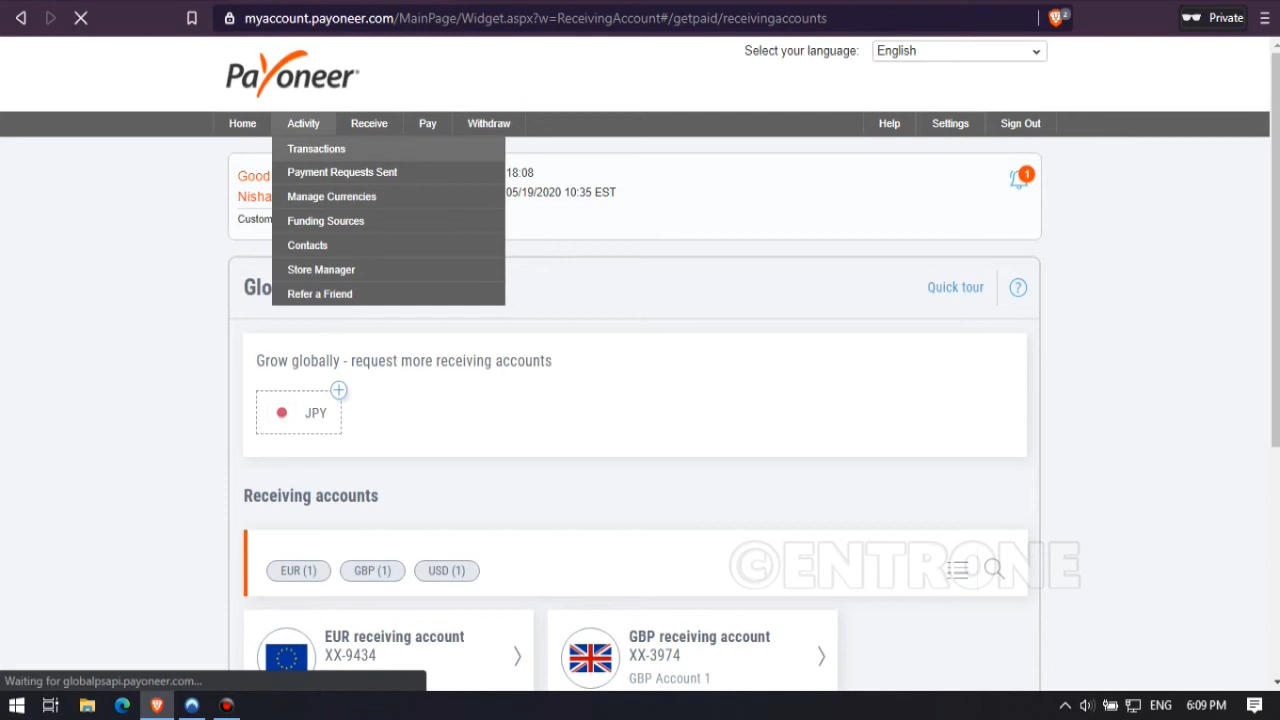 myaccount.payoneer.com/MainPage/Widget.aspx?w=ReceivingAccount#/getpaid/receivingaccounts
2
Private
Payoneer
Select your language:
English
Home
Activity
Receive
Pay
Withdraw
Help
Settings
Sign Out
Transactions
Payment Requests Sent
Manage Currencies
Funding Sources
Contacts
Store Manager
Refer a Friend
Good
Nisha
Custom
18:08
05/19/2020 10:35 EST
1
Glo
Quick tour
?
Grow globally - request more receiving accounts
JPY
Receiving accounts
EUR (1)
GBP (1)
USD (1)
©ENTRONE
EUR receiving account
XX-9434
GBP receiving account
XX-3974
GBP Account 1
Waiting for globalpsapi.payoneer.com...
ENG
6:09 PM